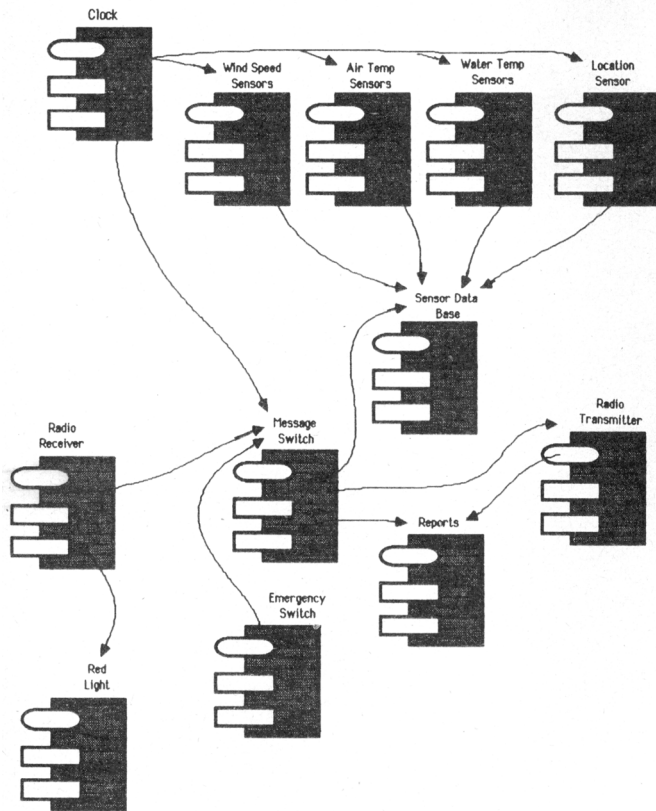 Clock
Wind Speed
Sensors
Air Temp
Sensors
Water Temp
Sensors
Location
Sensor
Sensor Data
Base
Radio
Receiver
Message
Switch
Radio
Transmitter
Reports
Emergency
Switch
Red
Light